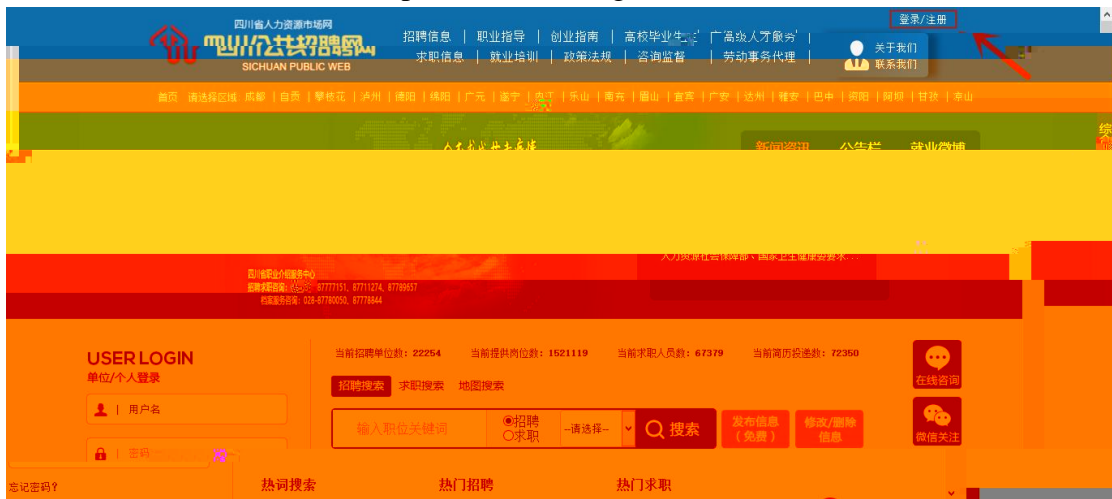 登录/注册
四川省人力资源市场网
四川公共招聘网
SICHUAN PUBLIC WEB
招聘信息 | 职业指导 | 创业指南 | 高校毕业生 | 广高级人才服务 |
求职信息 | 就业培训 | 政策法规 | 咨询监督 | 劳动事务代理 |
关于我们
联系我们
首页 请选择区域 成都 | 自贡 | 攀枝花 | 泸州 | 德阳 | 绵阳 | 广元 | 遂宁 | 内江 | 乐山 | 南充 | 眉山 | 宜宾 | 广安 | 达州 | 雅安 | 巴中 | 资阳 | 阿坝 | 甘孜 | 凉山
新闻资讯 公告栏 就业微博
综
人力资源社会保障部、国家卫生健康委要求...
四川省职业介绍服务中心
招聘求职咨询: 87777151, 87711274, 87789657
档案服务咨询: 028-87780050, 87778844
USER LOGIN
单位/个人登录
用户名
密码
忘记密码?
当前招聘单位数: 22254 当前提供岗位数: 1521119 当前求职人员数: 67379 当前简历投递数: 72350
招聘搜索 求职搜索 地图搜索
输入职位关键词
招聘
求职
--请选择--
搜索
发布信息
(免费)
修改/删除
信息
在线咨询
微信关注
热词搜索 热门招聘 热门求职